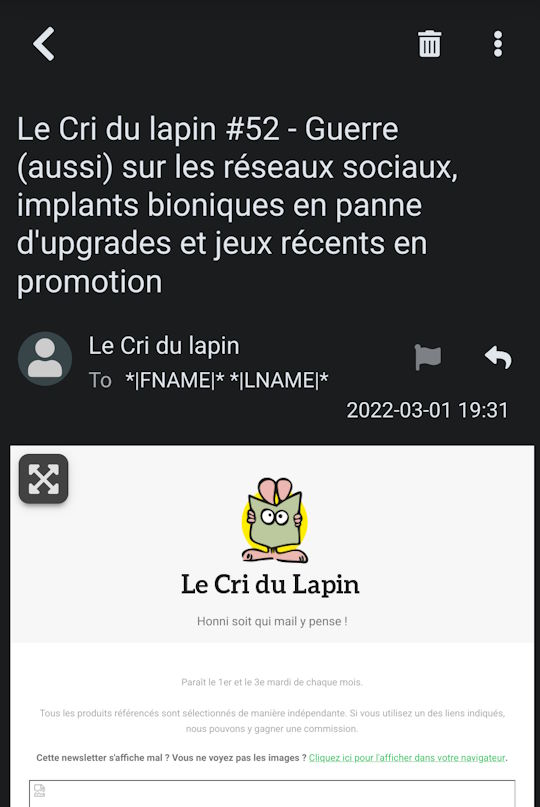 Le Cri du lapin #52 - Guerre
(aussi) sur les réseaux sociaux,
implants bioniques en panne
d'upgrades et jeux récents en
promotion
Le Cri du lapin
To *|FNAME|* *|LNAME|*
2022-03-01 19:31
Le Cri du Lapin
Honni soit qui mail y pense !
Paraît le 1er et le 3e mardi de chaque mois.
Tous les produits référencés sont sélectionnés de manière indépendante. Si vous utilisez un des liens indiqués,
nous pouvons y gagner une commission.
Cette newsletter s'affiche mal ? Vous ne voyez pas les images ? Cliquez ici pour l'afficher dans votre navigateur.